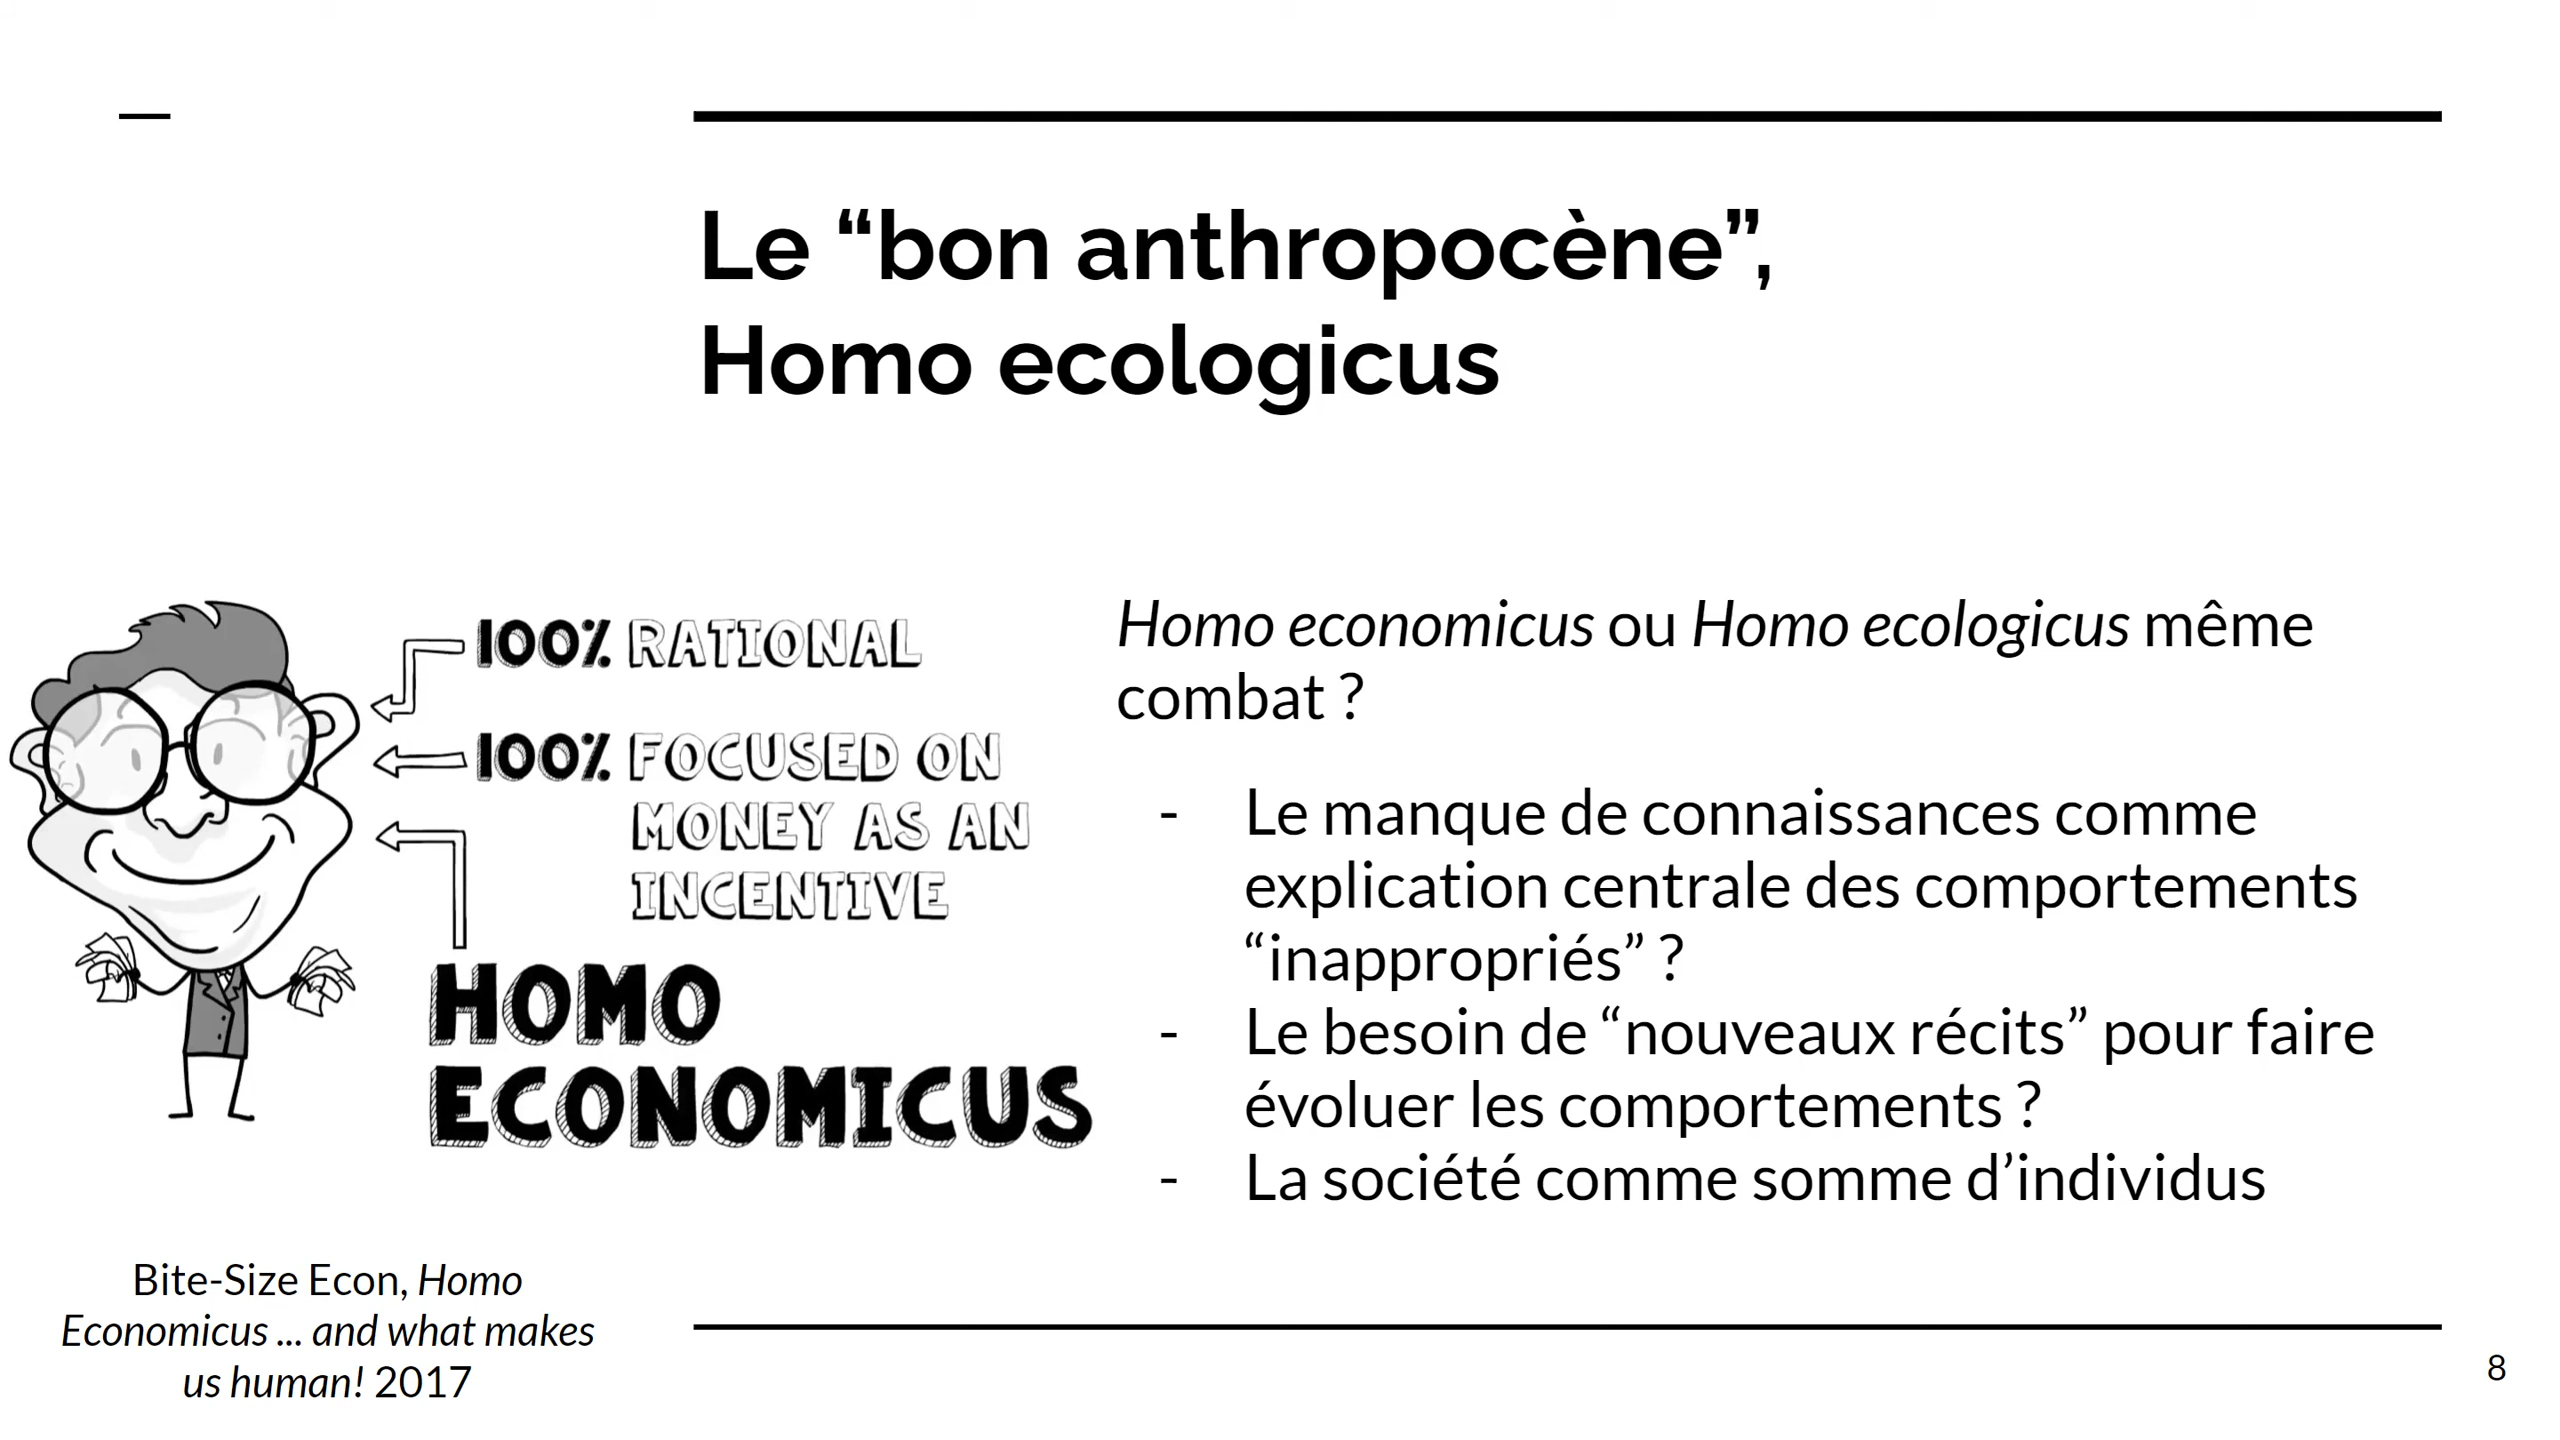 Le “bon anthropocène”,
Homo ecologicus
100% RATIONAL
100% FOCUSED ON
MONEY AS AN
INCENTIVE
HOMO
ECONOMICUS
Homo economicus ou Homo ecologicus même
combat ?
- Le manque de connaissances comme
explication centrale des comportements
“inappropriés” ?
- Le besoin de “nouveaux récits” pour faire
évoluer les comportements ?
- La société comme somme d’individus
Bite-Size Econ, Homo
Economicus ... and what makes
us human! 2017
8